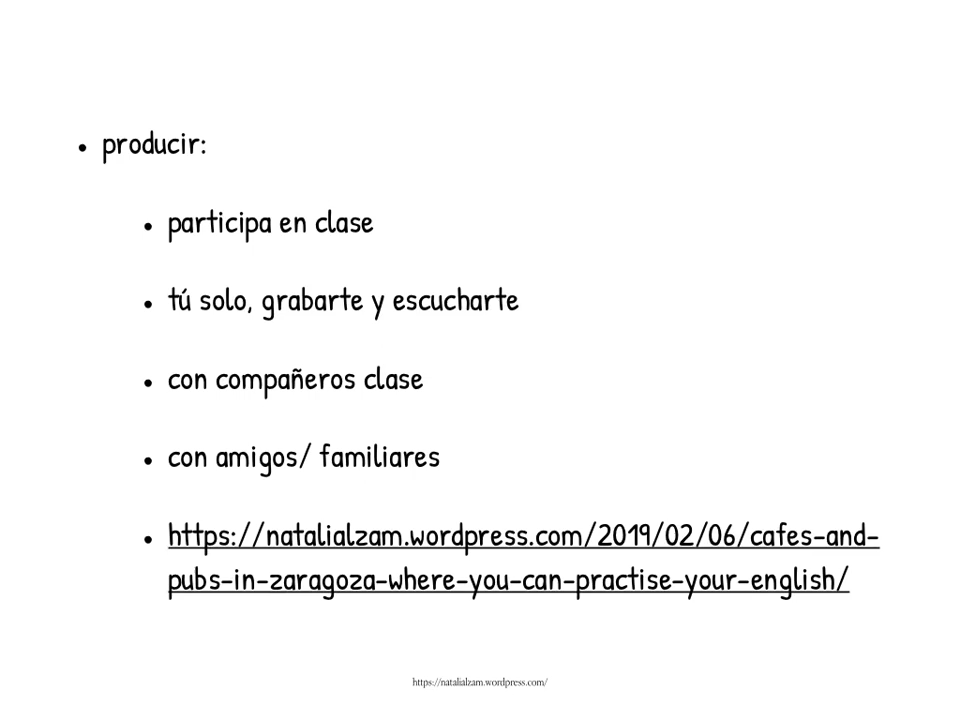 • producir:
• participa en clase
• tú solo, grabarte y escucharte
• con compañeros clase
• con amigos/ familiares
• https://natalialzam.wordpress.com/2019/02/06/cafes-and-
pubs-in-zaragoza-where-you-can-practise-your-english/
https://natalialzam.wordpress.com/